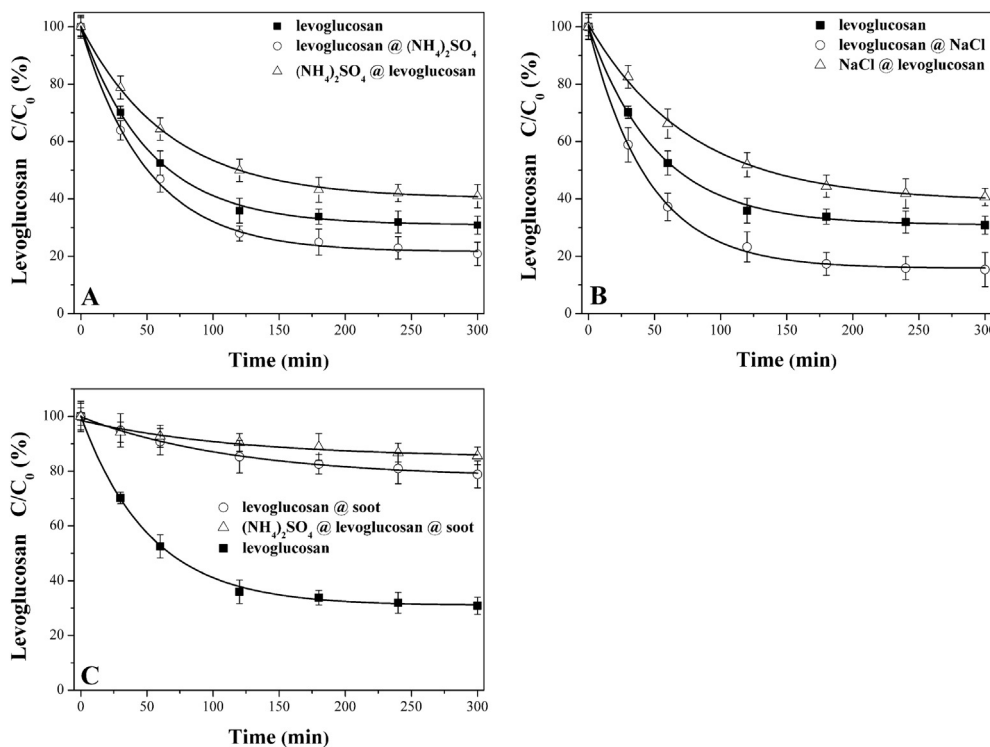 levoglucosan
levoglucosan @ (NH4)2SO4
(NH4)2SO4 @ levoglucosan
Levoglucosan C/C0 (%)
100
80
60
40
20
0
A
0 50 100 150 200 250 300
Time (min)
levoglucosan
levoglucosan @ NaCl
NaCl @ levoglucosan
Levoglucosan C/C0 (%)
100
80
60
40
20
0
B
0 50 100 150 200 250 300
Time (min)
levoglucosan @ soot
(NH4)2SO4 @ levoglucosan @ soot
levoglucosan
Levoglucosan C/C0 (%)
100
80
60
40
20
0
C
0 50 100 150 200 250 300
Time (min)